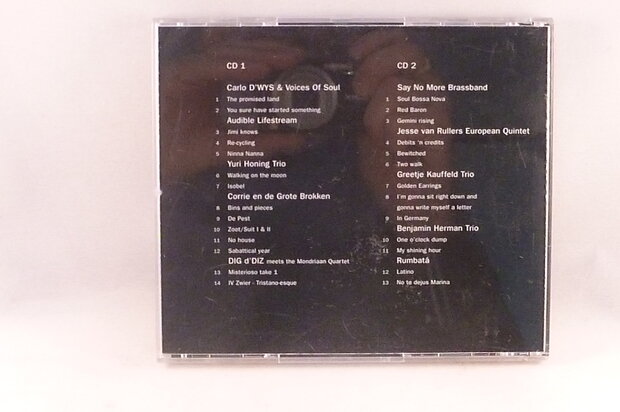 CD 1
Carlo D'WYS & Voices Of Soul
1 The promised land
2 You sure have started something
Audible Lifestream
3 Jimi knows
4 Re-cycling
5 Ninna Nanna
Yuri Honing Trio
6 Walking on the moon
7 Isobel
Corrie en de Grote Brokken
8 Bins and pieces
9 De Pest
10 Zoot/Suit I & II
11 No house
12 Sabattical year
DIG d'DIZ meets the Mondriaan Quartet
13 Misterioso take 1
14 IV Zwier - Tristano-esque
CD 2
Say No More Brassband
1 Soul Bossa Nova
2 Red Baron
3 Gemini rising
Jesse van Rullers European Quintet
4 Debits 'n credits
5 Bewitched
6 Two walk
Greetje Kauffeld Trio
7 Golden Earrings
8 I'm gonna sit right down and
gonna write myself a letter
9 In Germany
Benjamin Herman Trio
10 One o'clock dump
11 My shining hour
Rumbatá
12 Latino
13 No te dejus Marina